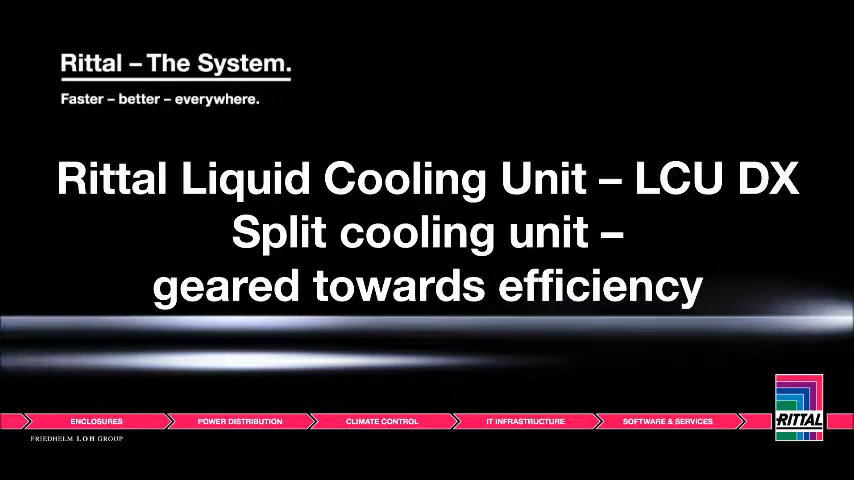 Rittal – The System.
Faster – better – everywhere.
Rittal Liquid Cooling Unit – LCU DX
Split cooling unit –
geared towards efficiency
ENCLOSURES
POWER DISTRIBUTION
CLIMATE CONTROL
IT INFRASTRUCTURE
SOFTWARE & SERVICES
RITTAL
FRIEDHELM LOH GROUP